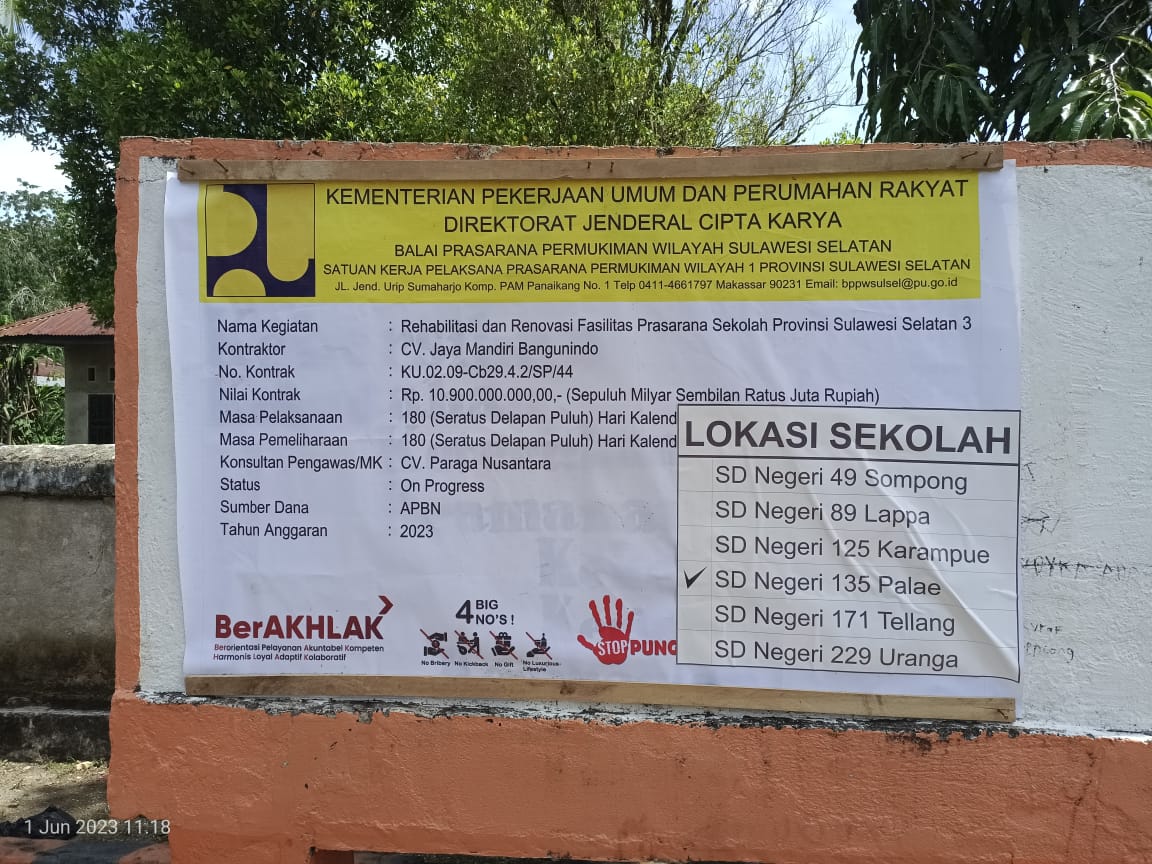 KEMENTERIAN PEKERJAAN UMUM DAN PERUMAHAN RAKYAT
DIREKTORAT JENDERAL CIPTA KARYA
BALAI PRASARANA PERMUKIMAN WILAYAH SULAWESI SELATAN
SATUAN KERJA PELAKSANA PRASARANA PERMUKIMAN WILAYAH 1 PROVINSI SULAWESI SELATAN
JL. Jend. Urip Sumaharjo Komp. PAM Panaikang No. 1 Telp 0411-4661797 Makassar 90231 Email: bppwsulsel@pu.go.id
Nama Kegiatan : Rehabilitasi dan Renovasi Fasilitas Prasarana Sekolah Provinsi Sulawesi Selatan 3
Kontraktor : CV. Jaya Mandiri Bangunindo
No. Kontrak : KU.02.09-Cb29.4.2/SP/44
Nilai Kontrak : Rp. 10.900.000.000,00,- (Sepuluh Milyar Sembilan Ratus Juta Rupiah)
Masa Pelaksanaan : 180 (Seratus Delapan Puluh) Hari Kalend
Masa Pemeliharaan : 180 (Seratus Delapan Puluh) Hari Kalend
Konsultan Pengawas/MK : CV. Paraga Nusantara
Status : On Progress
Sumber Dana : APBN
Tahun Anggaran : 2023
LOKASI SEKOLAH
SD Negeri 49 Sompong
SD Negeri 89 Lappa
SD Negeri 125 Karampue
✓ SD Negeri 135 Palae
SD Negeri 171 Tellang
SD Negeri 229 Uranga
BerAKHLAK
Berorientasi Pelayanan Akuntabel Kompeten
Harmonis Loyal Adaptif Kolaboratif
4 BIG
NO'S !
No Bribery No Kickback No Gift No Luxurious-
Lifestyle
STOP PUNG
1 Jun 2023 11.18